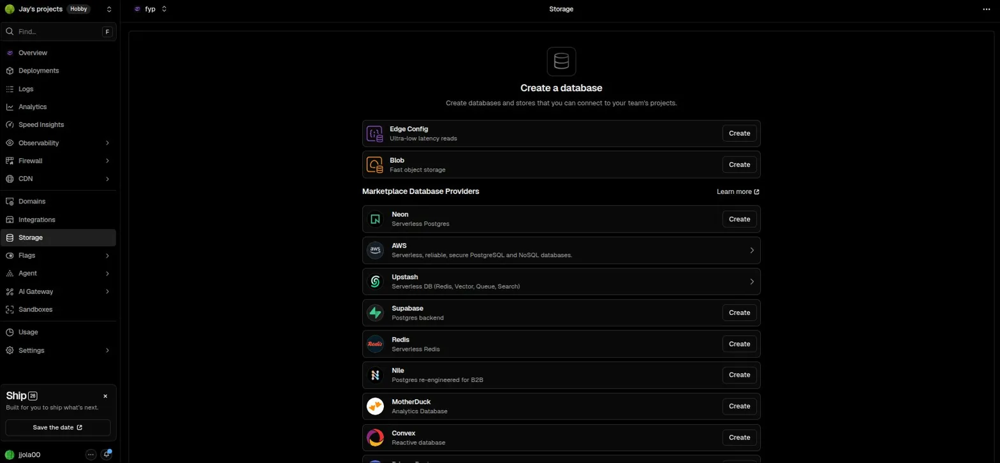 Jay's projects Hobby
fyp
Storage
Find...
F
Overview
Deployments
Logs
Analytics
Speed Insights
Observability
Firewall
CDN
Domains
Integrations
Storage
Flags
Agent
AI Gateway
Sandboxes
Usage
Settings
Ship 26
Built for you to ship what's next.
Save the date
jjola00
Create a database
Create databases and stores that you can connect to your team's projects.
Edge Config
Ultra-low latency reads
Create
Blob
Fast object storage
Create
Marketplace Database Providers
Learn more
Neon
Serverless Postgres
Create
aws
AWS
Serverless, reliable, secure PostgreSQL and NoSQL databases.
Upstash
Serverless DB (Redis, Vector, Queue, Search)
Supabase
Postgres backend
Create
Redis
Redis
Serverless Redis
Create
Nile
Postgres re-engineered for B2B
Create
MotherDuck
Analytics Database
Create
Convex
Reactive database
Create